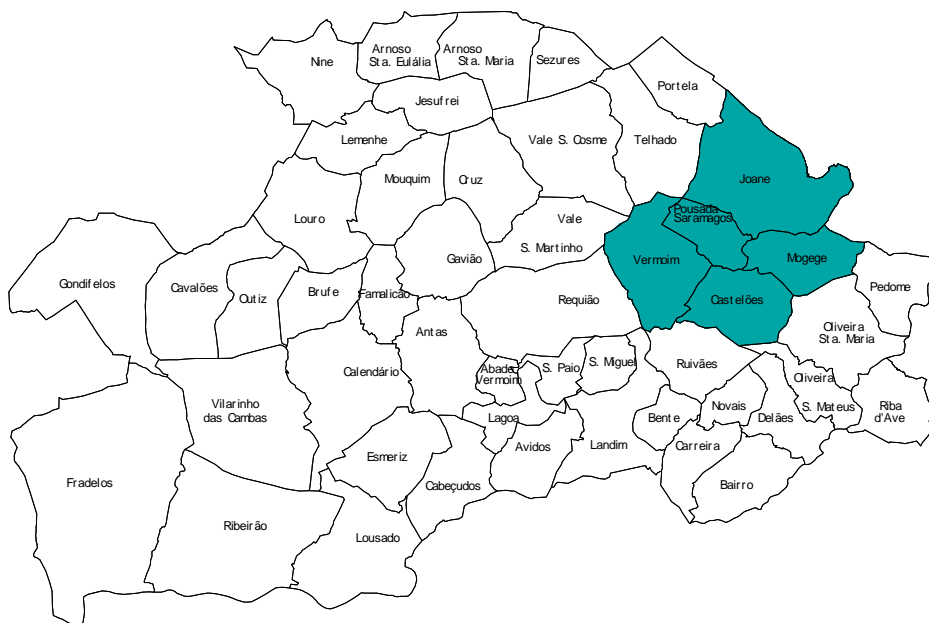 Nine
Arnoso
Sta. Eulália
Arnoso
Sta. Maria
Sezures
Portela
Jesufrei
Lemenhe
Vale S. Cosme
Telhado
Joane
Mouquim
Cruz
Louro
Vale
S. Martinho
Pousada
Saramagos
Gavião
Vermoim
Mogege
Gondifelos
Cavalões
Outiz
Brufe
Famalicão
Requião
Castelões
Pedome
Antas
Oliveira
Sta. Maria
Calendário
Abade
Vermoim
S. Paio
S. Miguel
Ruivães
Oliveira
S. Mateus
Riba
d'Ave
Vilarinho
das Cambas
Lagoa
Bente
Novais
Delães
Avidos
Landim
Carreira
Esmeriz
Cabeçudos
Bairro
Fradelos
Ribeirão
Lousado